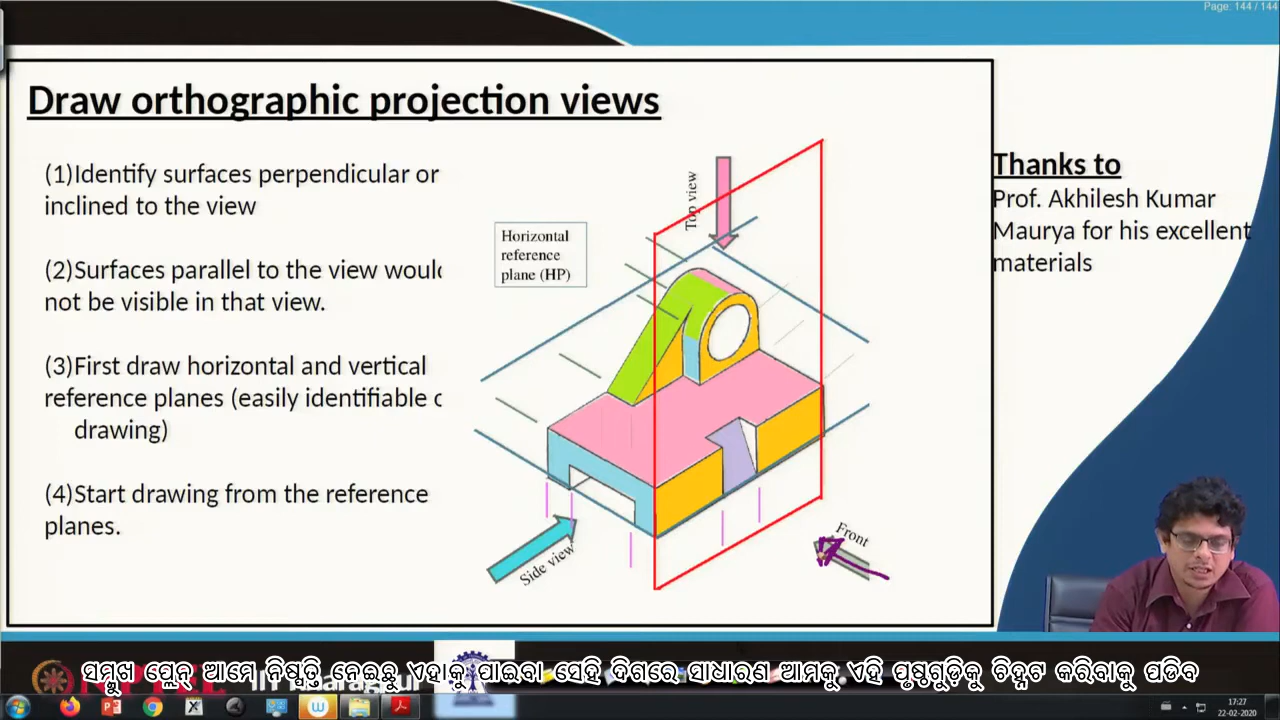 Page: 144 / 144
Draw orthographic projection views
(1)Identify surfaces perpendicular or
inclined to the view
(2)Surfaces parallel to the view would
not be visible in that view.
(3)First draw horizontal and vertical
reference planes (easily identifiable
drawing)
(4)Start drawing from the reference
planes.
Horizontal
reference
plane (HP)
Top view
Side view
Front
Thanks to
Prof. Akhilesh Kumar
Maurya for his excellent
materials
ସମ୍ମୁଖ ପ୍ଲେନ୍ ଆମେ ନିଷ୍ପତ୍ତି ନେଇଛୁ ଏହାକୁ ପାଇବା ସେହି ଦିଗରେ ସାଧାରଣ ଆମକୁ ଏହି ପୃଷ୍ଠଗୁଡ଼ିକୁ ଚିହ୍ନଟ କରିବାକୁ ପଡିବ
17:27
22-02-2020